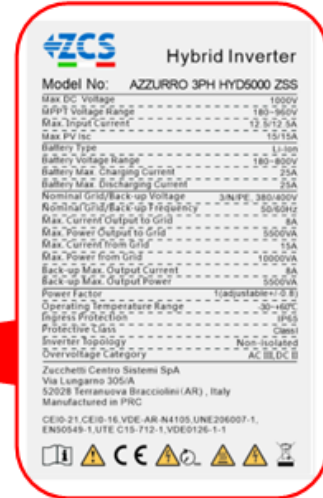 ZCS
Hybrid Inverter
Model No: AZZURRO 3PH HYD5000 ZSS
Max.DC Voltage 1000V
MPPT Voltage Range 180~960V
Max.Input Current 12.5/12.5A
Max.PV Isc 15/15A
Battery Type Li-Ion
Battery Voltage Range 180~800V
Battery Max. Charging Current 25A
Battery Max. Discharging Current 25A
Nominal Grid/Back-up Voltage 3/N/PE, 380/400V
Nominal Grid/Back-up Frequency 50/60Hz
Max. Current Output to Grid 8A
Max. Power Output to Grid 5500VA
Max. Current from Grid 15A
Max. Power from Grid 10000VA
Back-up Max. Output Current 8A
Back-up Max. Output Power 5500VA
Power Factor 1(adjustable+/-0.8)
Operating Temperature Range -30~+60℃
Ingress Protection IP65
Protective Class ClassⅠ
Inverter Topology Non-Isolated
Overvoltage Category AC Ⅲ,DC Ⅱ
Zucchetti Centro Sistemi SpA
Via Lungarno 305/A
52028 Terranuova Bracciolini (AR) , Italy
Manufactured in PRC
CEI0-21,CEI0-16,VDE-AR-N4105,UNE206007-1,
EN50549-1,UTE C15-712-1,VDE0126-1-1
CE